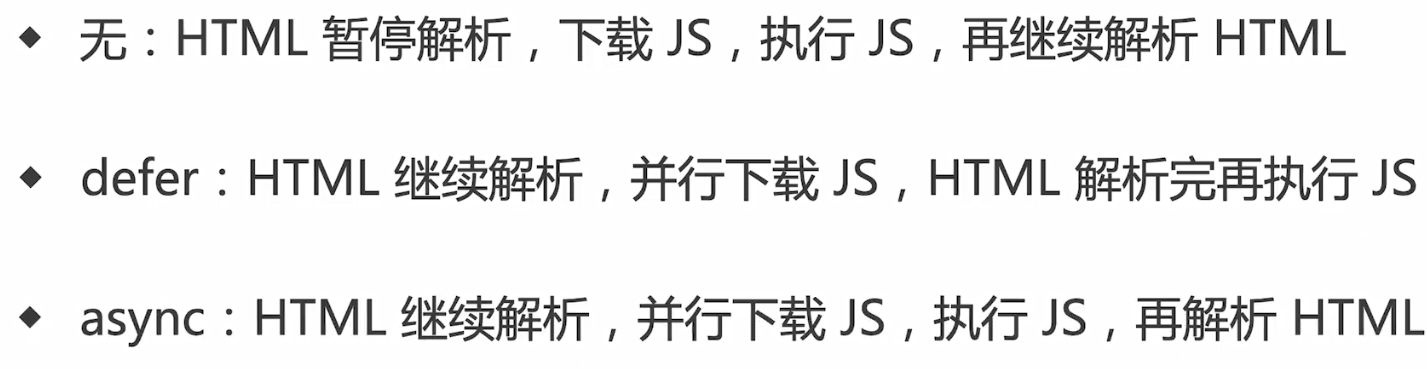 ◆ 无：HTML 暂停解析，下载 JS，执行 JS，再继续解析 HTML
◆ defer：HTML 继续解析，并行下载 JS，HTML 解析完再执行 JS
◆ async：HTML 继续解析，并行下载 JS，执行 JS，再解析 HTML